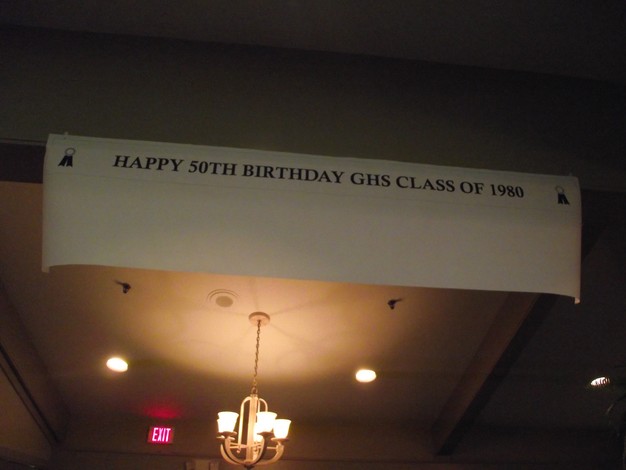 HAPPY 50TH BIRTHDAY GHS CLASS OF 1980
EXIT